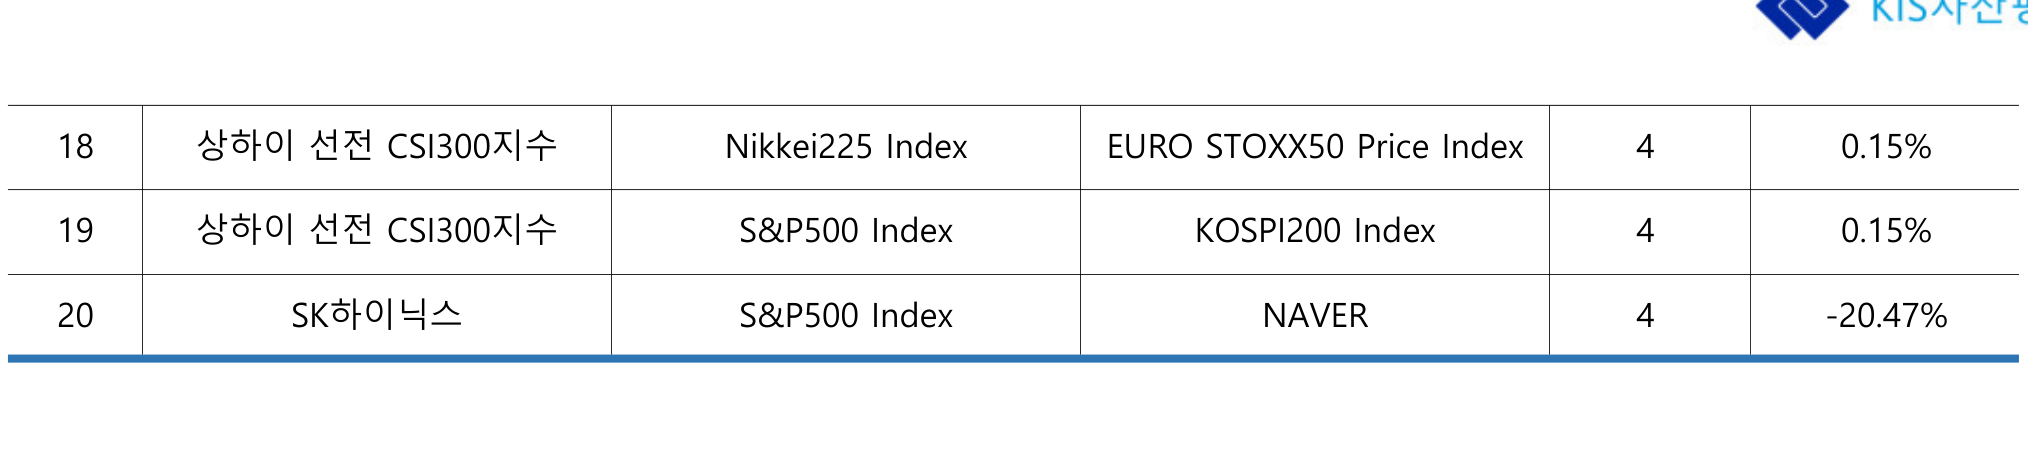 KIS자산
18 상하이 선전 CSI300지수 Nikkei225 Index EURO STOXX50 Price Index 4 0.15%
19 상하이 선전 CSI300지수 S&P500 Index KOSPI200 Index 4 0.15%
20 SK하이닉스 S&P500 Index NAVER 4 -20.47%